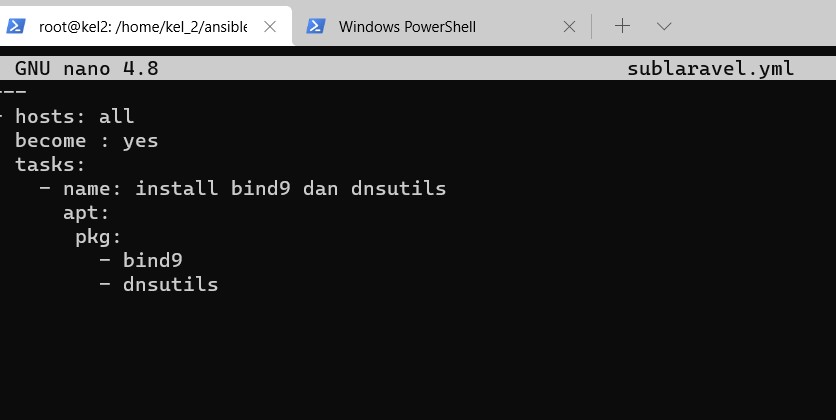 root@kel2: /home/kel_2/ansible
Windows PowerShell
GNU nano 4.8
sublaravel.yml
---
- hosts: all
  become : yes
  tasks:
    - name: install bind9 dan dnsutils
      apt:
       pkg:
         - bind9
         - dnsutils